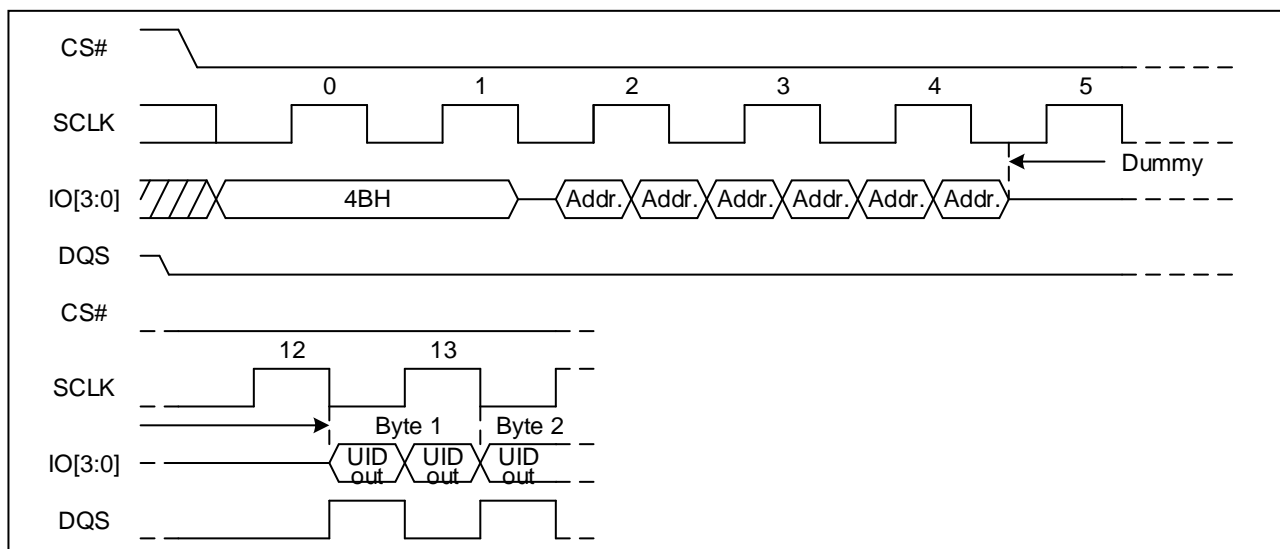 CS#
0 1 2 3 4 5
SCLK
Dummy
IO[3:0] 4BH Addr. Addr. Addr. Addr. Addr. Addr.
DQS
CS#
12 13
SCLK
Byte 1 Byte 2
IO[3:0] UID out UID out UID out
DQS